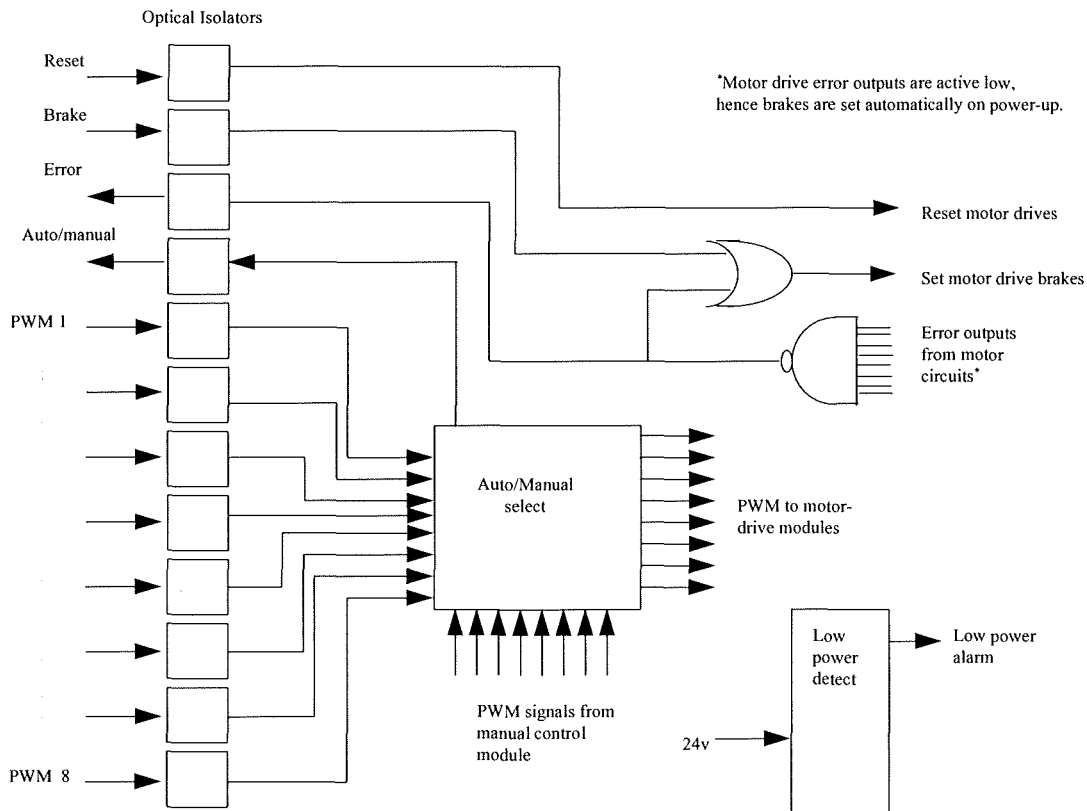 Optical Isolators
Reset
Brake
Error
Auto/manual
PWM 1
PWM 8
*Motor drive error outputs are active low,
hence brakes are set automatically on power-up.
Reset motor drives
Set motor drive brakes
Error outputs
from motor
circuits*
Auto/Manual
select
PWM to motor-
drive modules
PWM signals from
manual control
module
Low
power
detect
Low power
alarm
24v